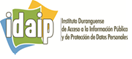 idaip
Instituto Duranguense
de Acceso a la Información Pública
y de Protección de Datos Personales